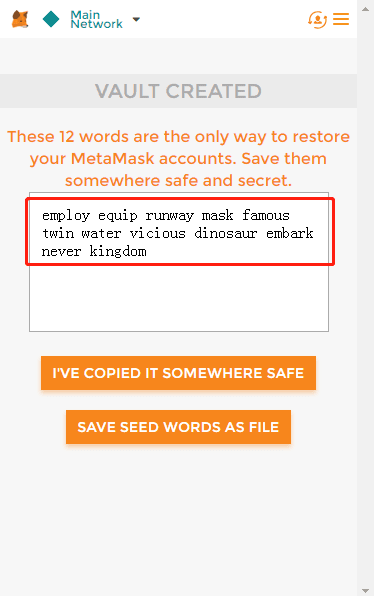 Main
Network
VAULT CREATED
These 12 words are the only way to restore
your MetaMask accounts. Save them
somewhere safe and secret.
employ equip runway mask famous
twin water vicious dinosaur embark
never kingdom
I'VE COPIED IT SOMEWHERE SAFE
SAVE SEED WORDS AS FILE